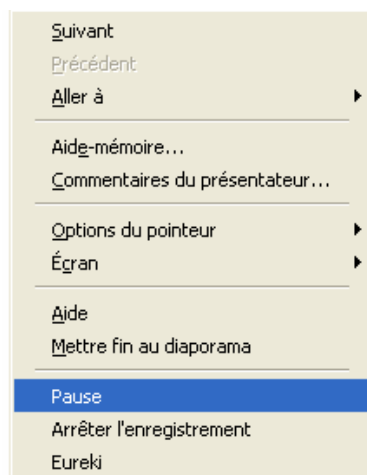 Suivant
Précédent
Aller à
Aide-mémoire...
Commentaires du présentateur...
Options du pointeur
Écran
Aide
Mettre fin au diaporama
Pause
Arrêter l'enregistrement
Eureki